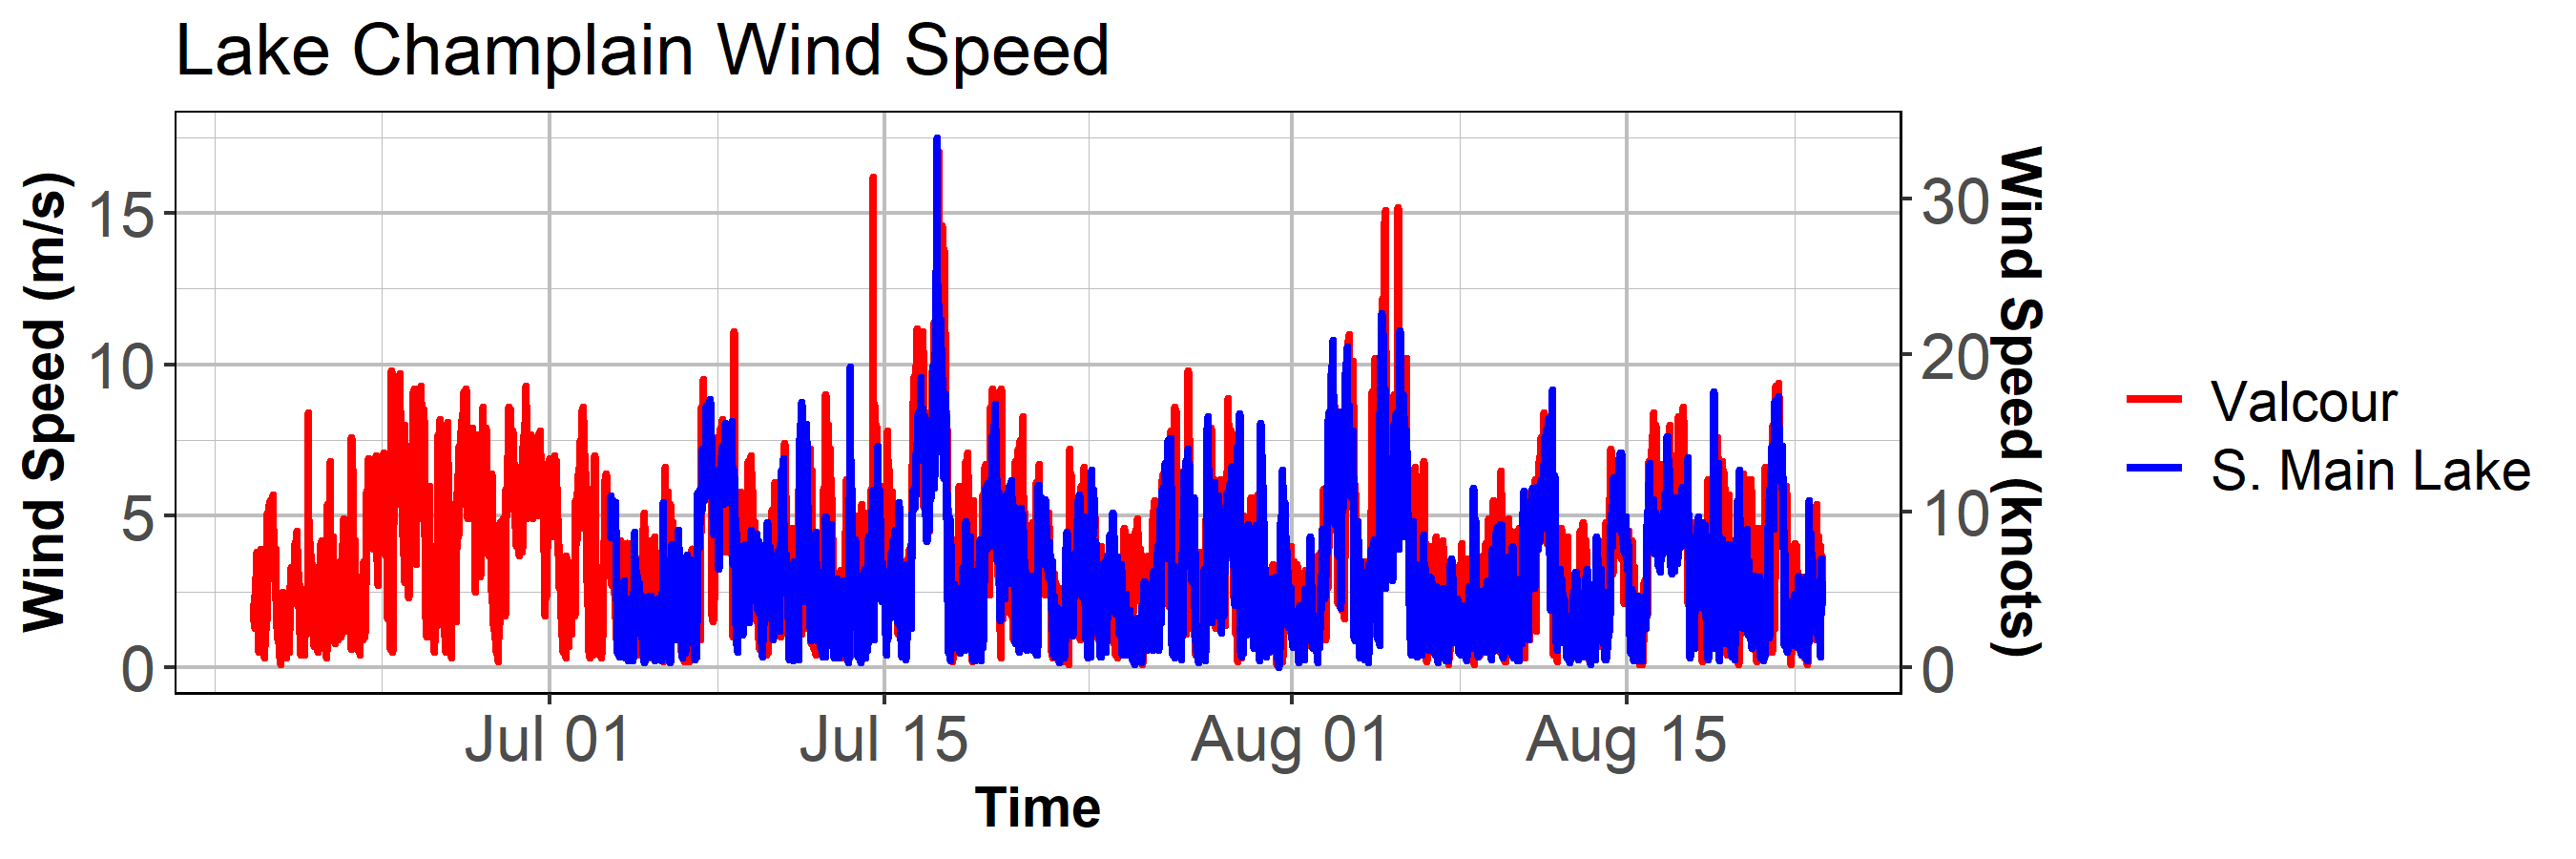 Lake Champlain Wind Speed
Wind Speed (m/s)
15
10
5
0
30
20
10
0
Wind Speed (knots)
Jul 01
Jul 15
Aug 01
Aug 15
Time
Valcour
S. Main Lake